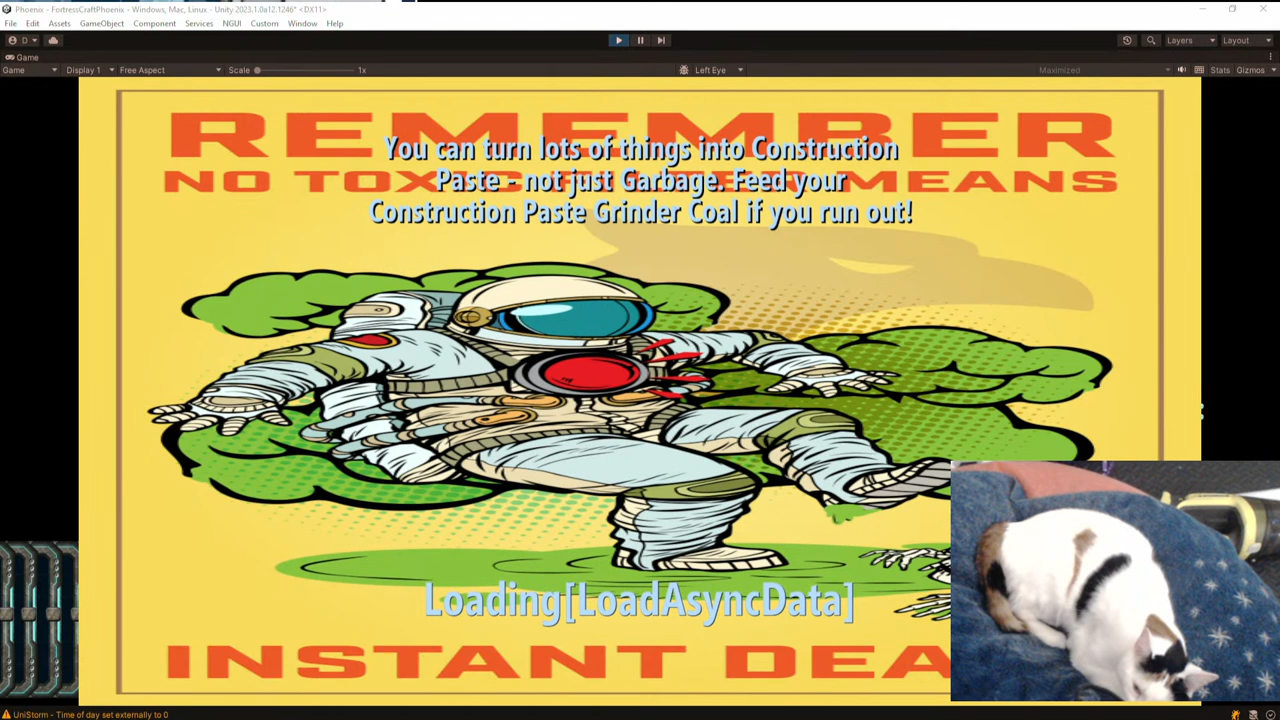 Phoenix - FortressCraftPhoenix - Windows, Mac, Linux - Unity 2023.1.0a12.1246* <DX11>
File Edit Assets GameObject Component Services NGUI Custom Window Help
D Layers Layout
Game
Game Display 1 Free Aspect Scale 1x Left Eye Maximized Stats Gizmos
REMEMBER
You can turn lots of things into Construction
Paste - not just Garbage. Feed your
Construction Paste Grinder Coal if you run out!
NO MEANS
Loading[LoadAsyncData]
INSTANT
UniStorm - Time of day set externally to 0